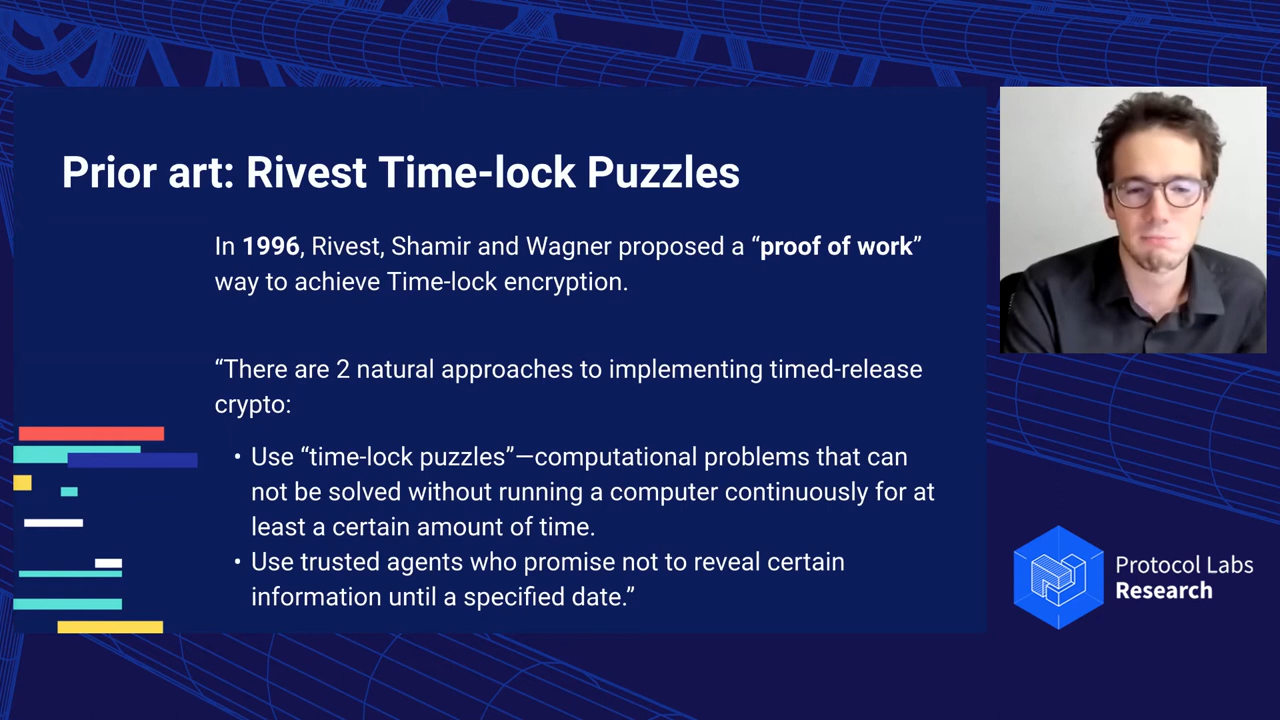 Prior art: Rivest Time-lock Puzzles
In 1996, Rivest, Shamir and Wagner proposed a “proof of work”
way to achieve Time-lock encryption.
“There are 2 natural approaches to implementing timed-release
crypto:
• Use “time-lock puzzles”—computational problems that can
not be solved without running a computer continuously for at
least a certain amount of time.
• Use trusted agents who promise not to reveal certain
information until a specified date.”
Protocol Labs
Research